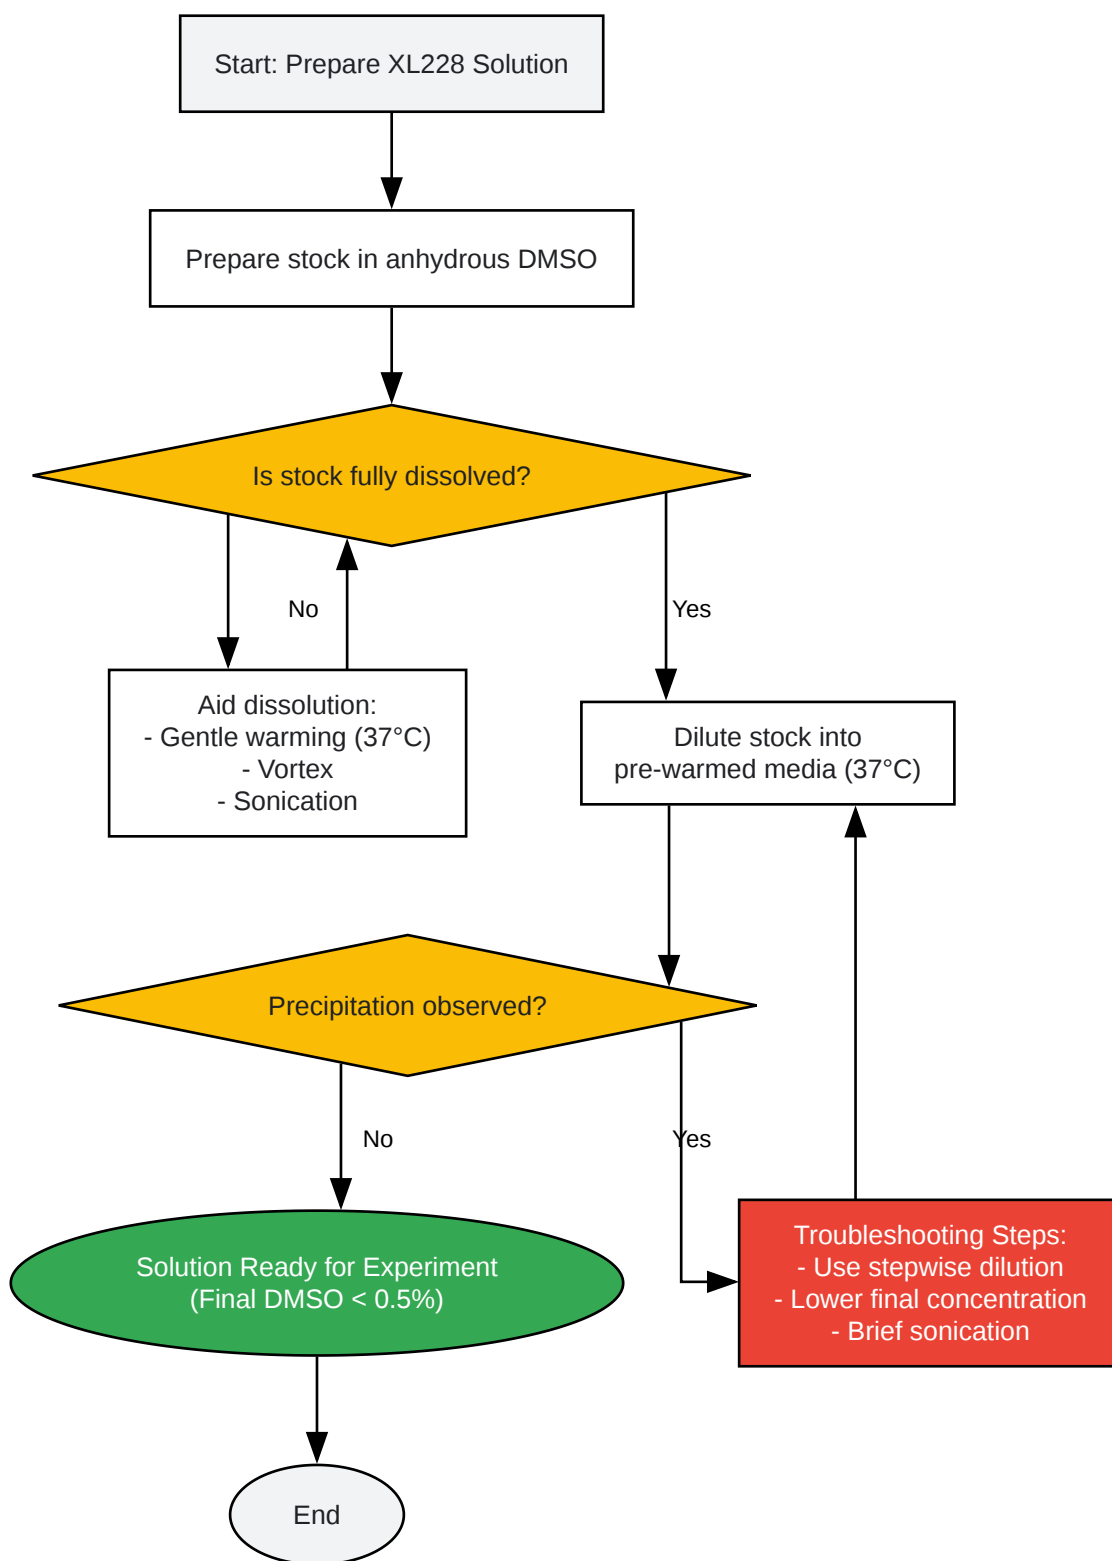 Start: Prepare XL228 Solution
Prepare stock in anhydrous DMSO
Is stock fully dissolved?
No
Yes
Aid dissolution:
- Gentle warming (37°C)
- Vortex
- Sonication
Dilute stock into
pre-warmed media (37°C)
Precipitation observed?
No
Yes
Solution Ready for Experiment
(Final DMSO < 0.5%)
Troubleshooting Steps:
- Use stepwise dilution
- Lower final concentration
- Brief sonication
End